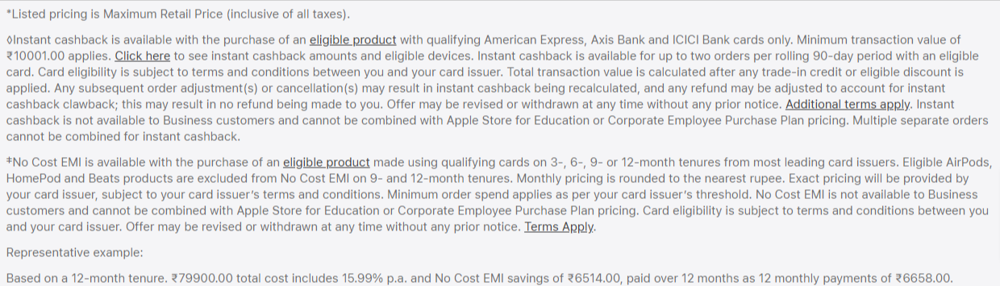 *Listed pricing is Maximum Retail Price (inclusive of all taxes).
◊Instant cashback is available with the purchase of an eligible product with qualifying American Express, Axis Bank and ICICI Bank cards only. Minimum transaction value of
₹10001.00 applies. Click here to see instant cashback amounts and eligible devices. Instant cashback is available for up to two orders per rolling 90-day period with an eligible
card. Card eligibility is subject to terms and conditions between you and your card issuer. Total transaction value is calculated after any trade-in credit or eligible discount is
applied. Any subsequent order adjustment(s) or cancellation(s) may result in instant cashback being recalculated, and any refund may be adjusted to account for instant
cashback clawback; this may result in no refund being made to you. Offer may be revised or withdrawn at any time without any prior notice. Additional terms apply. Instant
cashback is not available to Business customers and cannot be combined with Apple Store for Education or Corporate Employee Purchase Plan pricing. Multiple separate orders
cannot be combined for instant cashback.
‡No Cost EMI is available with the purchase of an eligible product made using qualifying cards on 3-, 6-, 9- or 12-month tenures from most leading card issuers. Eligible AirPods,
HomePod and Beats products are excluded from No Cost EMI on 9- and 12-month tenures. Monthly pricing is rounded to the nearest rupee. Exact pricing will be provided by
your card issuer, subject to your card issuer’s terms and conditions. Minimum order spend applies as per your card issuer’s threshold. No Cost EMI is not available to Business
customers and cannot be combined with Apple Store for Education or Corporate Employee Purchase Plan pricing. Card eligibility is subject to terms and conditions between you
and your card issuer. Offer may be revised or withdrawn at any time without any prior notice. Terms Apply.
Representative example:
Based on a 12-month tenure. ₹79900.00 total cost includes 15.99% p.a. and No Cost EMI savings of ₹6514.00, paid over 12 months as 12 monthly payments of ₹6658.00.